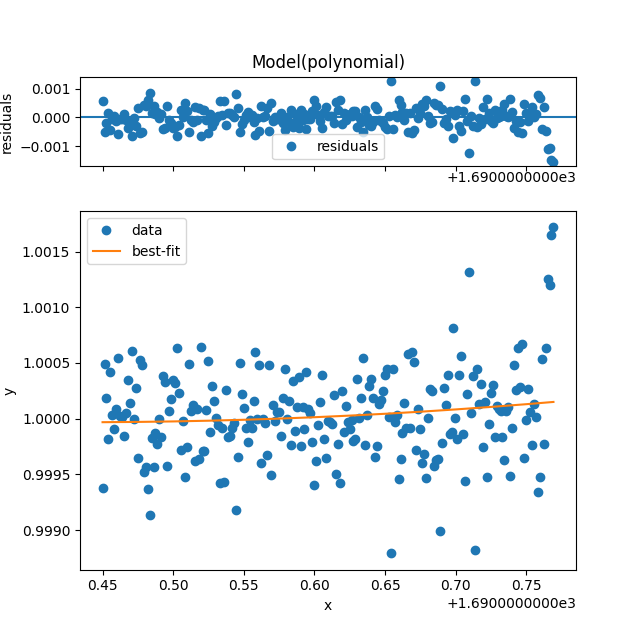 Model(polynomial)
residuals
0.001
0.000
−0.001
residuals
+1.6900000000e3
y
1.0015
1.0010
1.0005
1.0000
0.9995
0.9990
data
best-fit
0.45 0.50 0.55 0.60 0.65 0.70 0.75
x
+1.6900000000e3